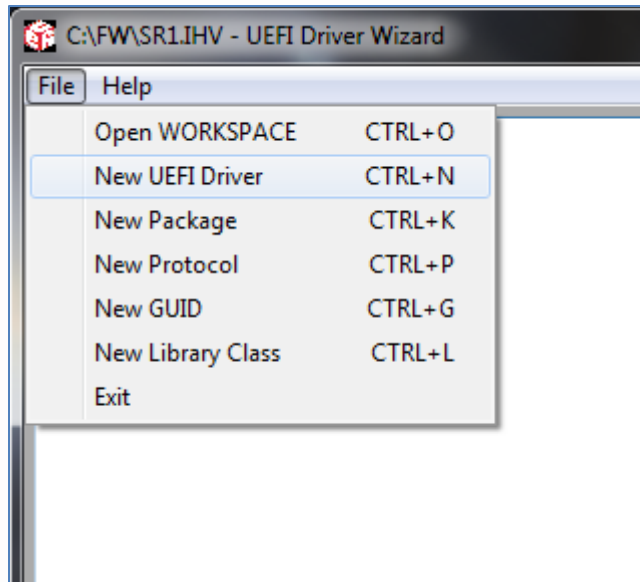 C:\FW\SR1.IHV - UEFI Driver Wizard
File Help
Open WORKSPACE CTRL+O
New UEFI Driver CTRL+N
New Package CTRL+K
New Protocol CTRL+P
New GUID CTRL+G
New Library Class CTRL+L
Exit